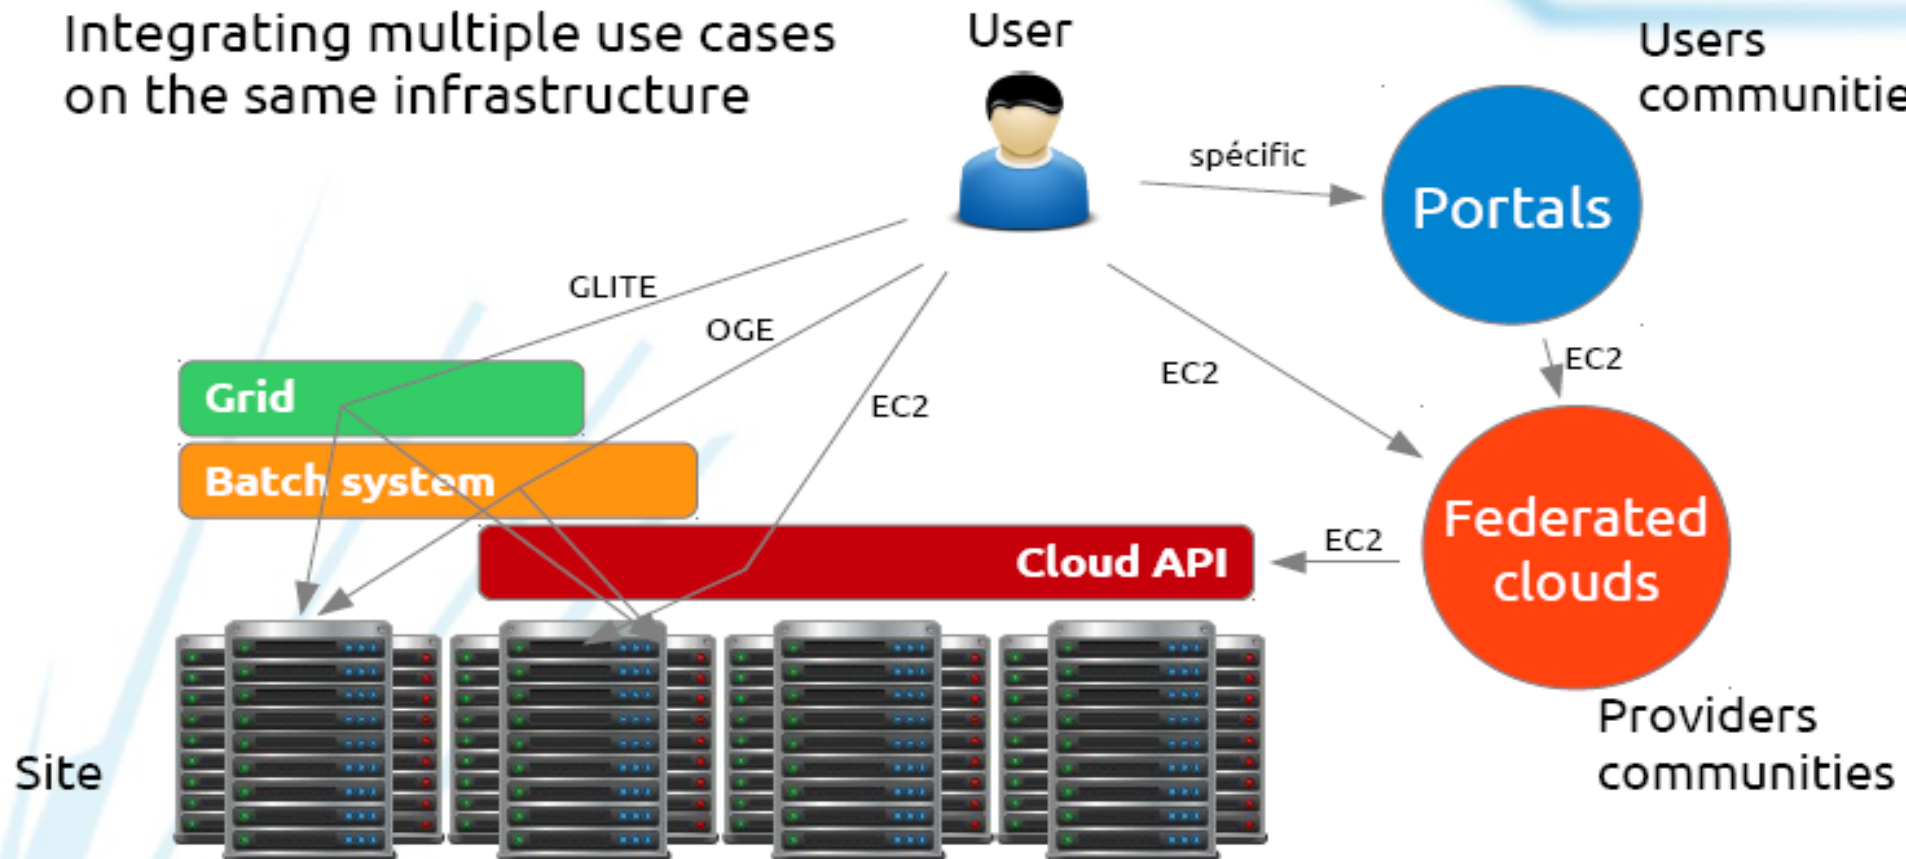 Integrating multiple use cases
on the same infrastructure
User
Users
communitie
spécific
Portals
GLITE
OGE
EC2
EC2
EC2
Grid
Batch system
Cloud API
EC2
Federated
clouds
Providers
communities
Site